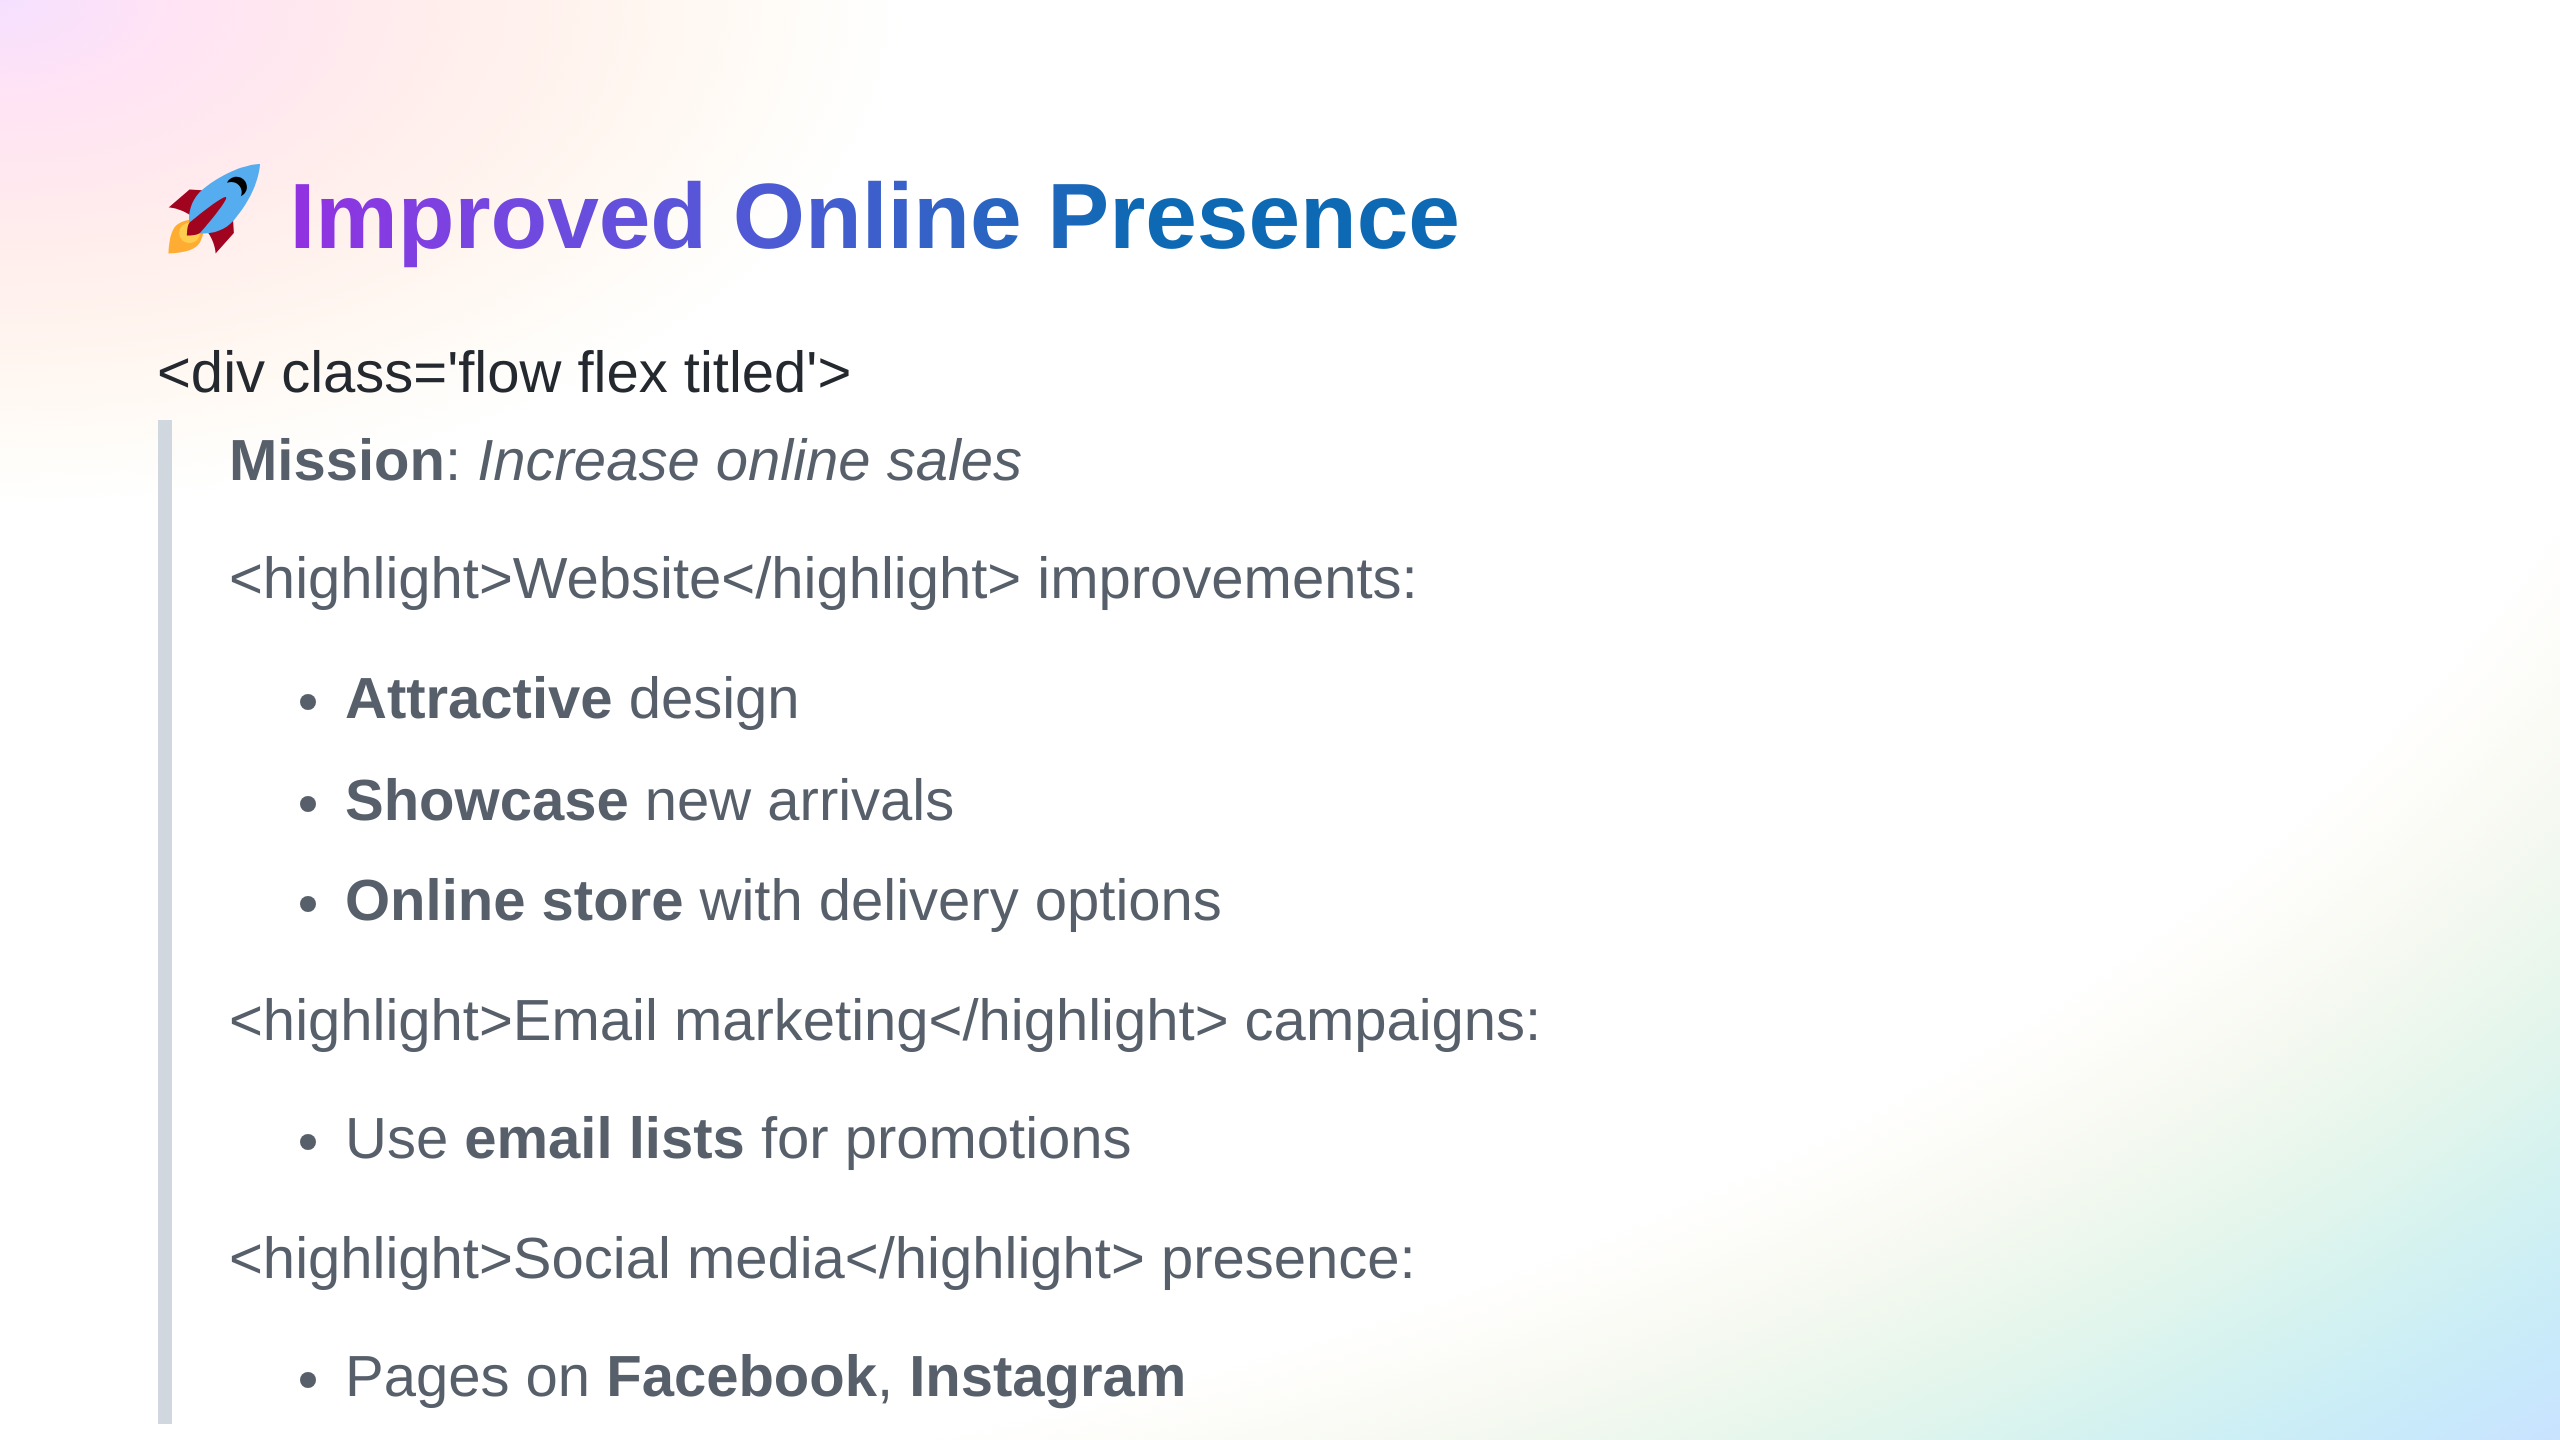 🚀 Improved Online Presence
<div class='flow flex titled'>
Mission: Increase online sales
<highlight>Website</highlight> improvements:
• Attractive design
• Showcase new arrivals
• Online store with delivery options
<highlight>Email marketing</highlight> campaigns:
• Use email lists for promotions
<highlight>Social media</highlight> presence:
• Pages on Facebook, Instagram